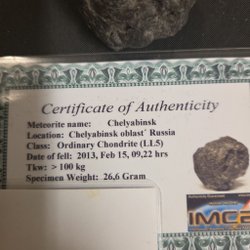 Certificate of Authenticity
Meteorite name: Chelyabinsk
Location: Chelyabinsk oblast' Russia
Class: Ordinary Chondrite (LL5)
Date of fell: 2013, Feb 15, 09,22 hrs
Tkw: > 100 kg
Specimen Weight: 26,6 Gram
IMCA